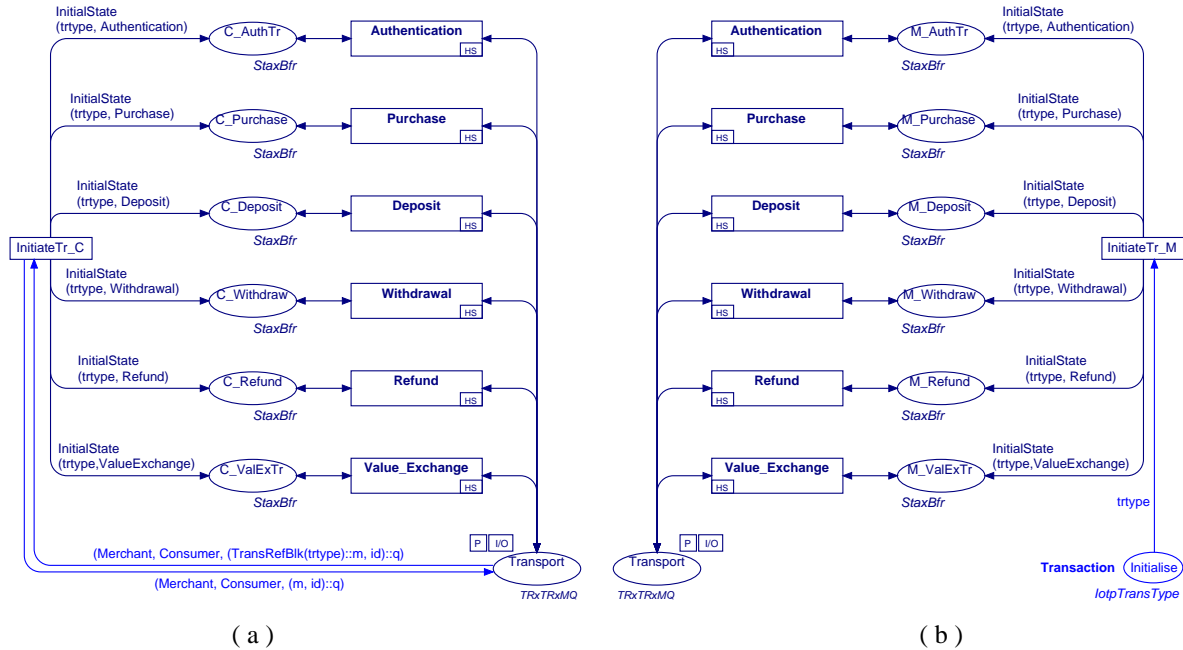 InitialState
(trtype, Authentication)
C_AuthTr
StaxBfr
Authentication
HS
InitialState
(trtype, Purchase)
C_Purchase
StaxBfr
Purchase
HS
InitialState
(trtype, Deposit)
C_Deposit
StaxBfr
Deposit
HS
InitiateTr_C
InitialState
(trtype, Withdrawal)
C_Withdraw
StaxBfr
Withdrawal
HS
InitialState
(trtype, Refund)
C_Refund
StaxBfr
Refund
HS
InitialState
(trtype,ValueExchange)
C_ValExTr
StaxBfr
Value_Exchange
HS
P I/O
(Merchant, Consumer, (TransRefBlk(trtype)::m, id)::q)
Transport
(Merchant, Consumer, (m, id)::q)
TRxTRxMQ
( a )
Authentication
HS
M_AuthTr
StaxBfr
InitialState
(trtype, Authentication)
Purchase
HS
M_Purchase
StaxBfr
InitialState
(trtype, Purchase)
Deposit
HS
M_Deposit
StaxBfr
InitialState
(trtype, Deposit)
InitiateTr_M
Withdrawal
HS
M_Withdraw
StaxBfr
InitialState
(trtype, Withdrawal)
Refund
HS
M_Refund
StaxBfr
InitialState
(trtype, Refund)
Value_Exchange
HS
M_ValExTr
StaxBfr
InitialState
(trtype,ValueExchange)
trtype
P I/O
Transport
TRxTRxMQ
Transaction
Initialise
IotpTransType
( b )